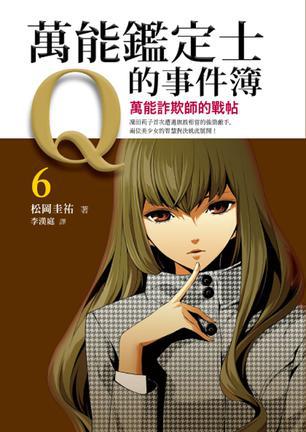 萬能鑑定士
Q
的事件簿
萬能詐欺師的戰帖
凜田莉子首次遭遇旗鼓相當的強勁敵手，
兩位美少女的智慧對決就此展開！
6
松岡圭祐 著
李漢庭 譯